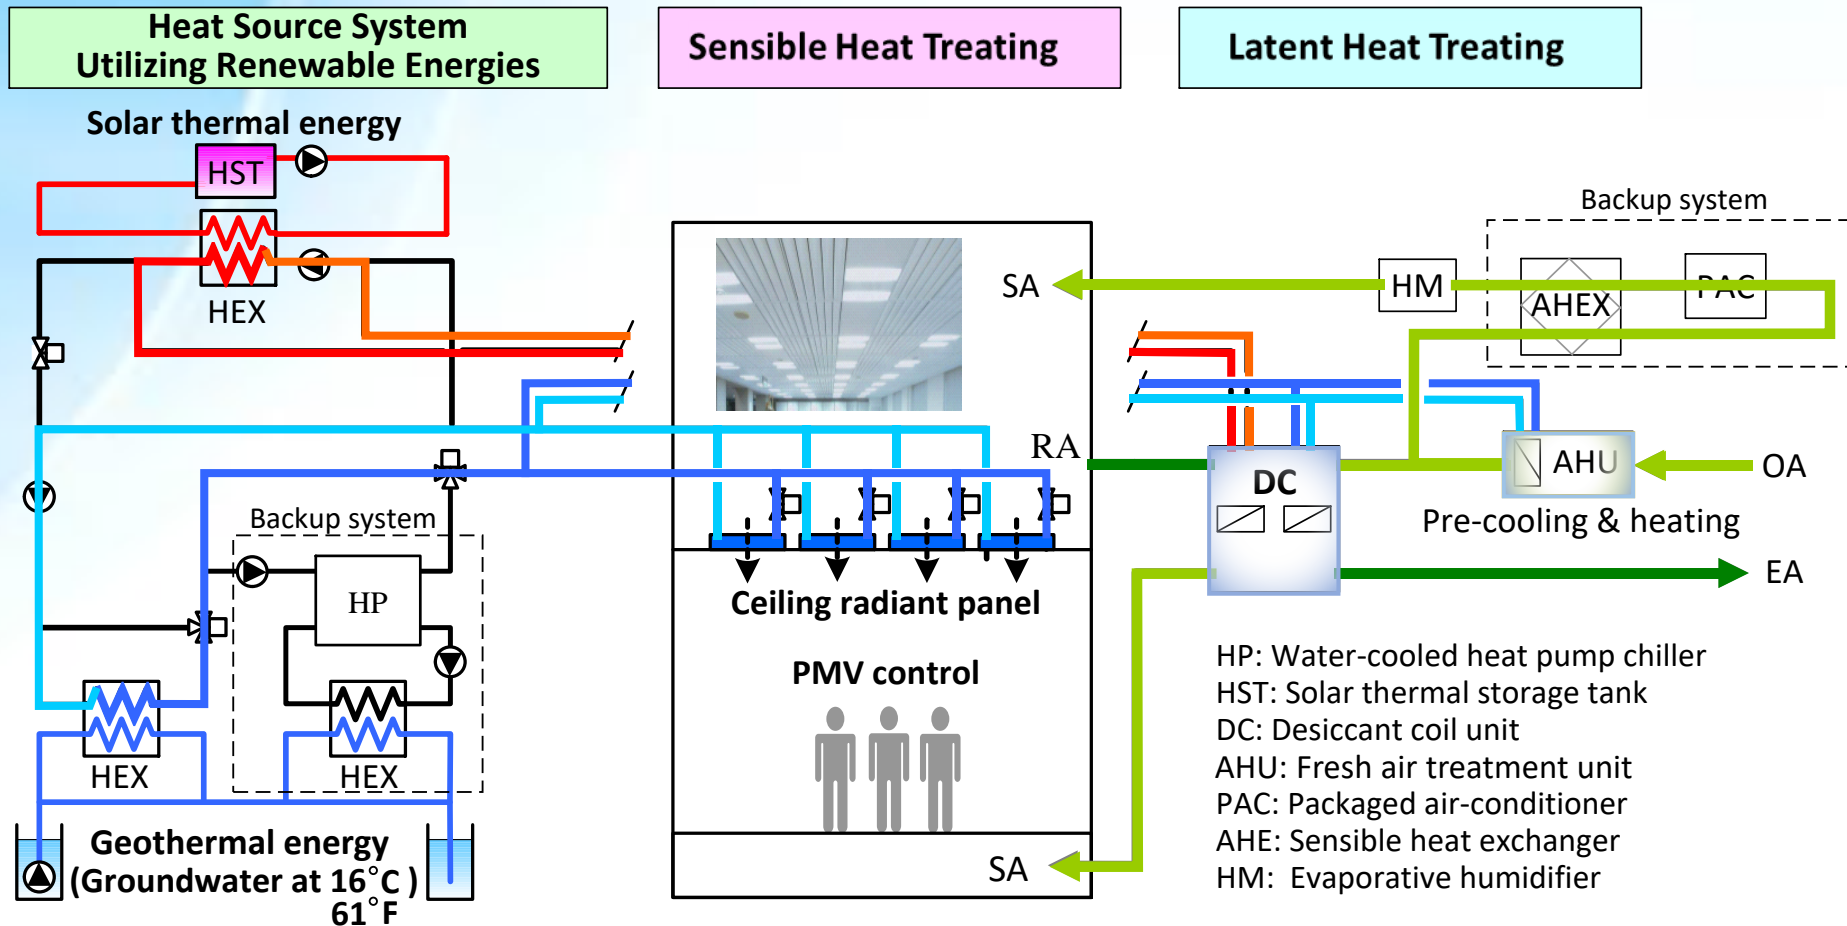 Heat Source System
Utilizing Renewable Energies
Sensible Heat Treating
Latent Heat Treating
Solar thermal energy
HST
HEX
Backup system
HP
HEX
HEX
Geothermal energy
(Groundwater at 16°C )
61°F
SA
RA
Ceiling radiant panel
PMV control
SA
Backup system
HM
AHEX
PAC
DC
AHU
OA
Pre-cooling & heating
EA
HP: Water-cooled heat pump chiller
HST: Solar thermal storage tank
DC: Desiccant coil unit
AHU: Fresh air treatment unit
PAC: Packaged air-conditioner
AHE: Sensible heat exchanger
HM: Evaporative humidifier